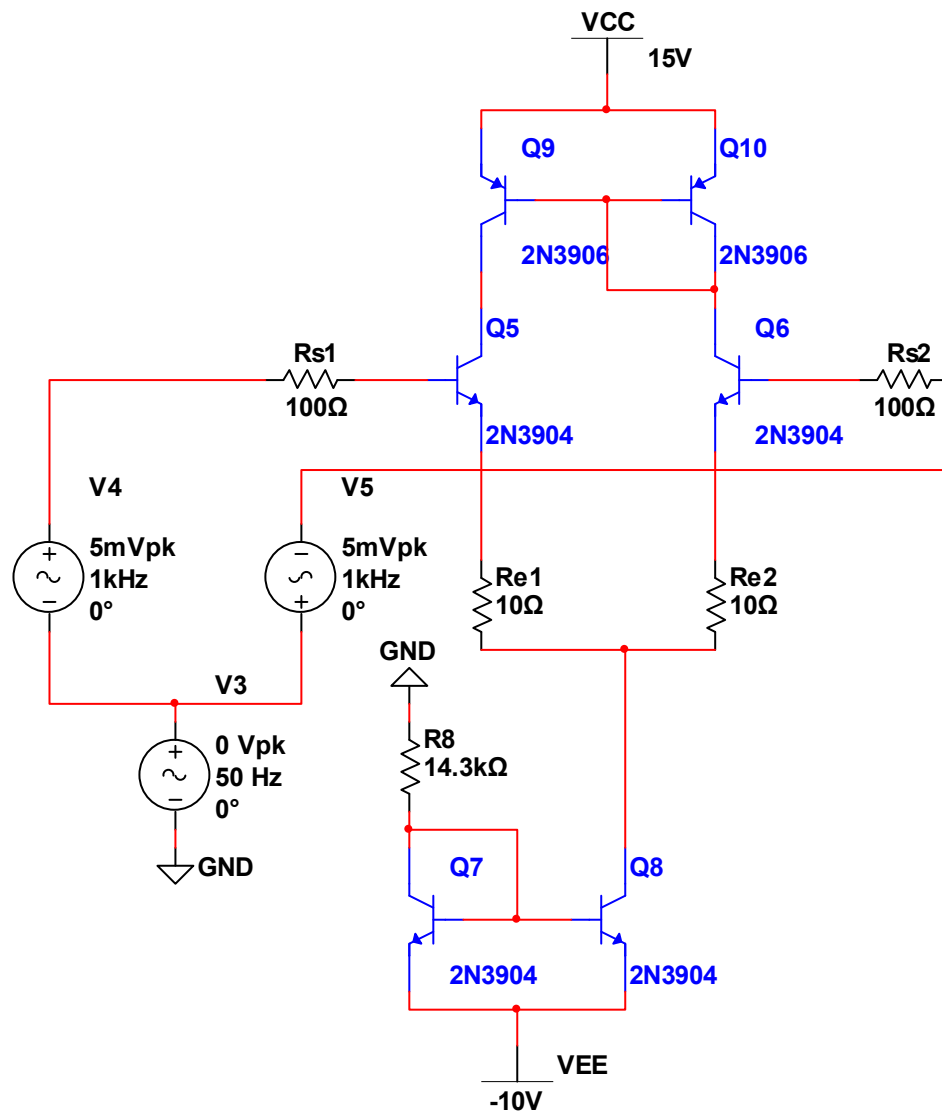 VCC
15V
Q9
Q10
2N3906
2N3906
Q5
Q6
Rs1
100Ω
Rs2
100Ω
2N3904
2N3904
V4
5mVpk
1kHz
0°
V5
5mVpk
1kHz
0°
Re1
10Ω
Re2
10Ω
GND
V3
0 Vpk
50 Hz
0°
R8
14.3kΩ
GND
Q7
Q8
2N3904
2N3904
VEE
-10V